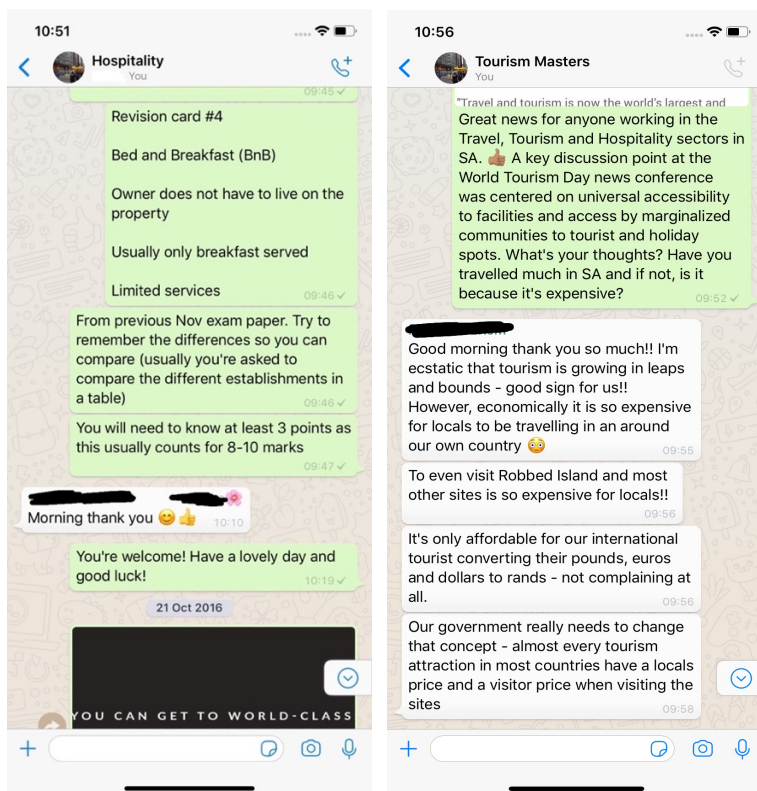 10:51
Hospitality
You
09:45
Revision card #4
Bed and Breakfast (BnB)
Owner does not have to live on the
property
Usually only breakfast served
Limited services
09:46
From previous Nov exam paper. Try to
remember the differences so you can
compare (usually you're asked to
compare the different establishments in
a table)
09:46
You will need to know at least 3 points as
this usually counts for 8-10 marks
09:47
Morning thank you 😊👍
10:10
You're welcome! Have a lovely day and
good luck!
10:19
21 Oct 2016
YOU CAN GET TO WORLD-CLASS
10:56
Tourism Masters
You
"Travel and tourism is now the world's largest and
Great news for anyone working in the
Travel, Tourism and Hospitality sectors in
SA. 👍🏽 A key discussion point at the
World Tourism Day news conference
was centered on universal accessibility
to facilities and access by marginalized
communities to tourist and holiday
spots. What's your thoughts? Have you
travelled much in SA and if not, is it
because it's expensive?
09:52
Good morning thank you so much!! I'm
ecstatic that tourism is growing in leaps
and bounds - good sign for us!!
However, economically it is so expensive
for locals to be travelling in an around
our own country 😳
09:55
To even visit Robbed Island and most
other sites is so expensive for locals!!
09:56
It's only affordable for our international
tourist converting their pounds, euros
and dollars to rands - not complaining at
all.
09:56
Our government really needs to change
that concept - almost every tourism
attraction in most countries have a locals
price and a visitor price when visiting the
sites
09:58